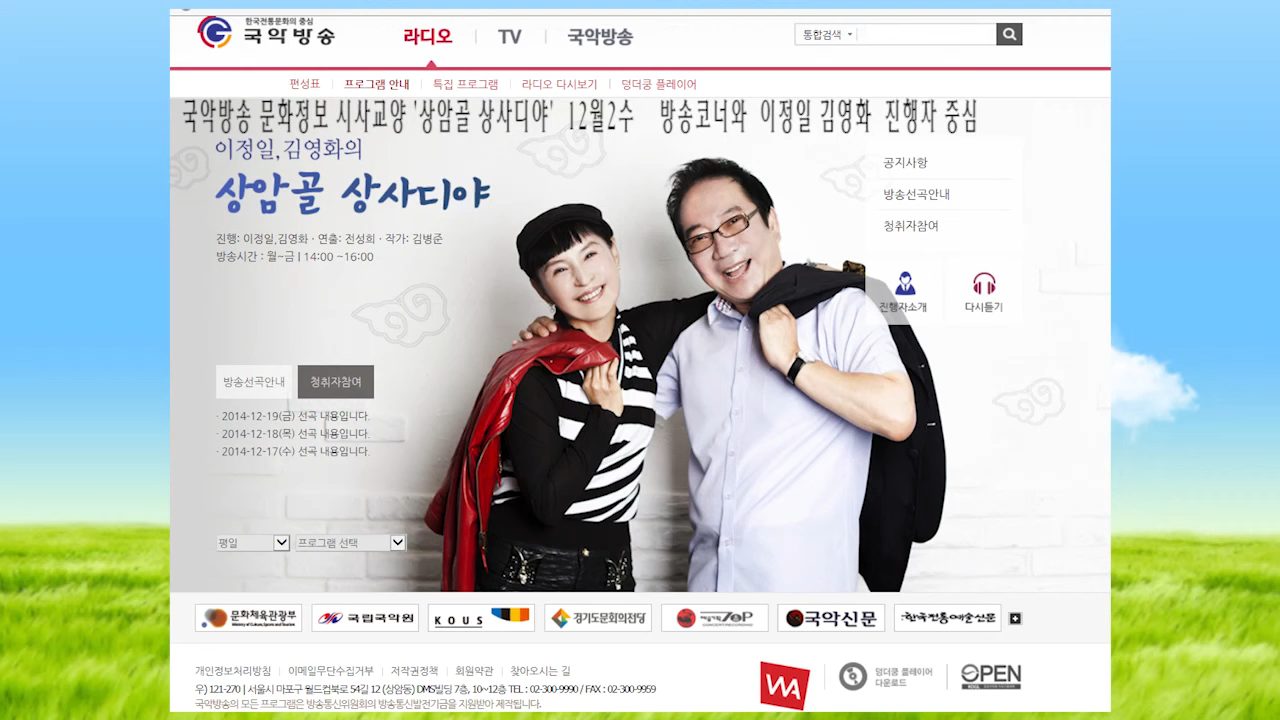 한국전통문화의 중심
국악방송
라디오 TV 국악방송
통합검색
편성표 프로그램 안내 특집 프로그램 라디오 다시보기 덩더쿵 플레이어
국악방송 문화정보 시사교양 '상암골 상사디야' 12월2수 방송코너와 이정일 김영화 진행자 중심
이정일,김영화의
상암골 상사디야
진행: 이정일,김영화 · 연출: 전성희 · 작가: 김병준
방송시간 : 월~금 | 14:00 ~16:00
공지사항
방송선곡안내
청취자참여
진행자소개 다시듣기
방송선곡안내 청취자참여
· 2014-12-19(금) 선곡 내용입니다.
· 2014-12-18(목) 선곡 내용입니다.
· 2014-12-17(수) 선곡 내용입니다.
평일 프로그램 선택
문화체육관광부 국립국악원 KOUS 경기도문화의전당 TOP 국악신문 한국전통예술신문
Ministry of Culture, Sports and Tourism
개인정보처리방침 이메일무단수집거부 저작권정책 회원약관 찾아오시는 길
우) 121-270 | 서울시 마포구 월드컵북로 54길 12 (상암동) DMS빌딩 7층, 10~12층 TEL : 02-300-9990 / FAX : 02-300-9959
국악방송의 모든 프로그램은 방송통신위원회의 방송통신발전기금을 지원받아 제작됩니다.
WA
덩더쿵 플레이어
다운로드
OPEN